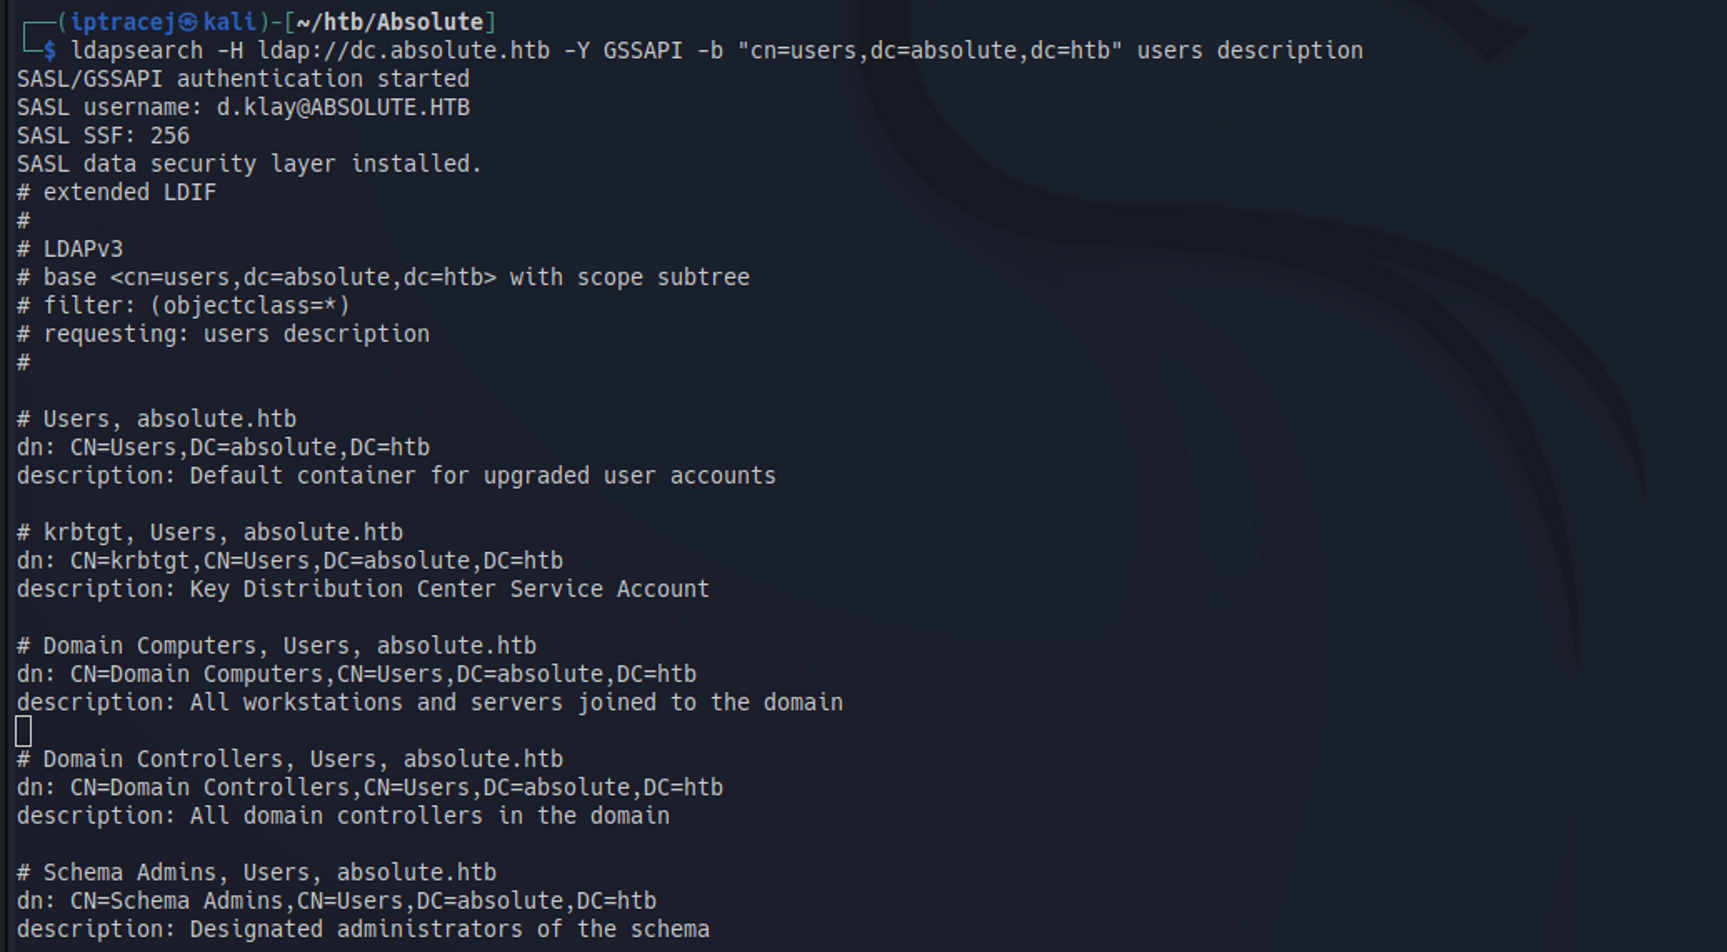 ┌──(iptracej㉿kali)-[~/htb/Absolute]
└─$ ldapsearch -H ldap://dc.absolute.htb -Y GSSAPI -b "cn=users,dc=absolute,dc=htb" users description
SASL/GSSAPI authentication started
SASL username: d.klay@ABSOLUTE.HTB
SASL SSF: 256
SASL data security layer installed.
# extended LDIF
#
# LDAPv3
# base <cn=users,dc=absolute,dc=htb> with scope subtree
# filter: (objectclass=*)
# requesting: users description
#
# Users, absolute.htb
dn: CN=Users,DC=absolute,DC=htb
description: Default container for upgraded user accounts
# krbtgt, Users, absolute.htb
dn: CN=krbtgt,CN=Users,DC=absolute,DC=htb
description: Key Distribution Center Service Account
# Domain Computers, Users, absolute.htb
dn: CN=Domain Computers,CN=Users,DC=absolute,DC=htb
description: All workstations and servers joined to the domain
# Domain Controllers, Users, absolute.htb
dn: CN=Domain Controllers,CN=Users,DC=absolute,DC=htb
description: All domain controllers in the domain
# Schema Admins, Users, absolute.htb
dn: CN=Schema Admins,CN=Users,DC=absolute,DC=htb
description: Designated administrators of the schema